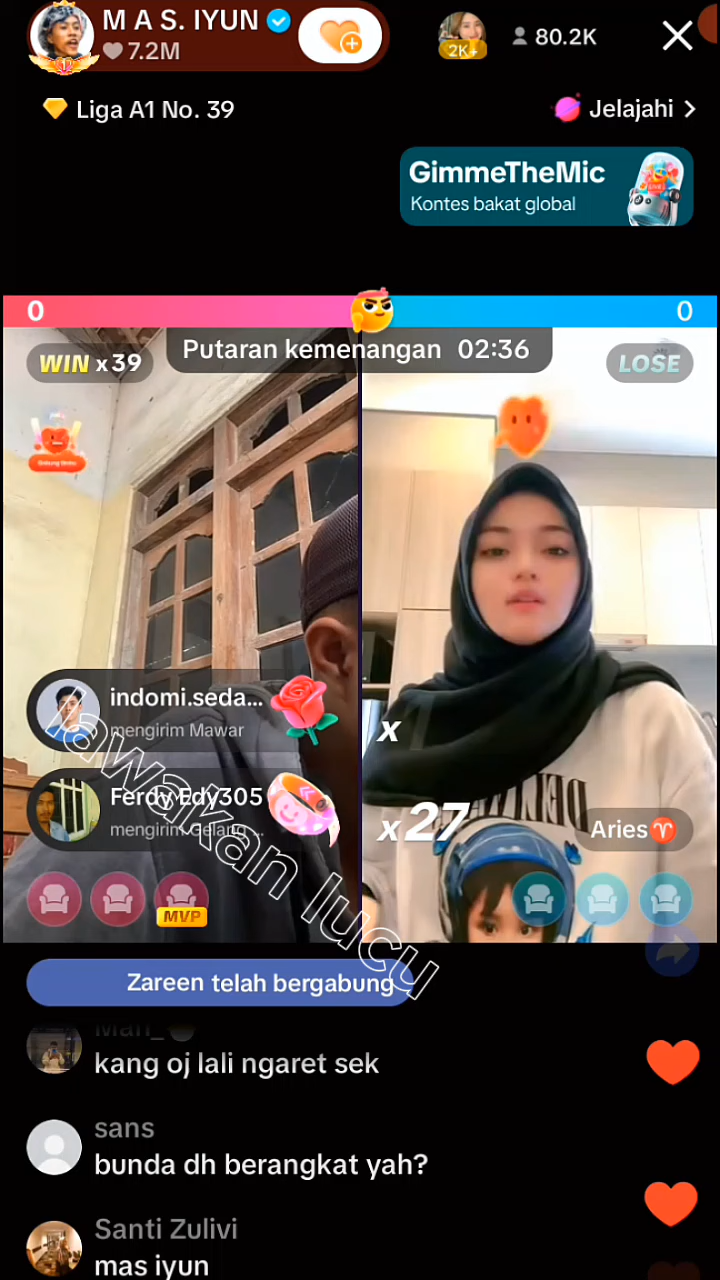 M A S. IYUN
7.2M
2K+
80.2K
Liga A1 No. 39
Jelajahi
GimmeTheMic
Kontes bakat global
0
0
WIN x39
Putaran kemenangan 02:36
LOSE
indomi.seda...
mengirim Mawar
x
Ferdy Edy305
mengirim Gelang ...
x27
Aries
MVP
lawakan lucu
Zareen telah bergabung
kang oj lali ngaret sek
sans
bunda dh berangkat yah?
Santi Zulivi
mas iyun